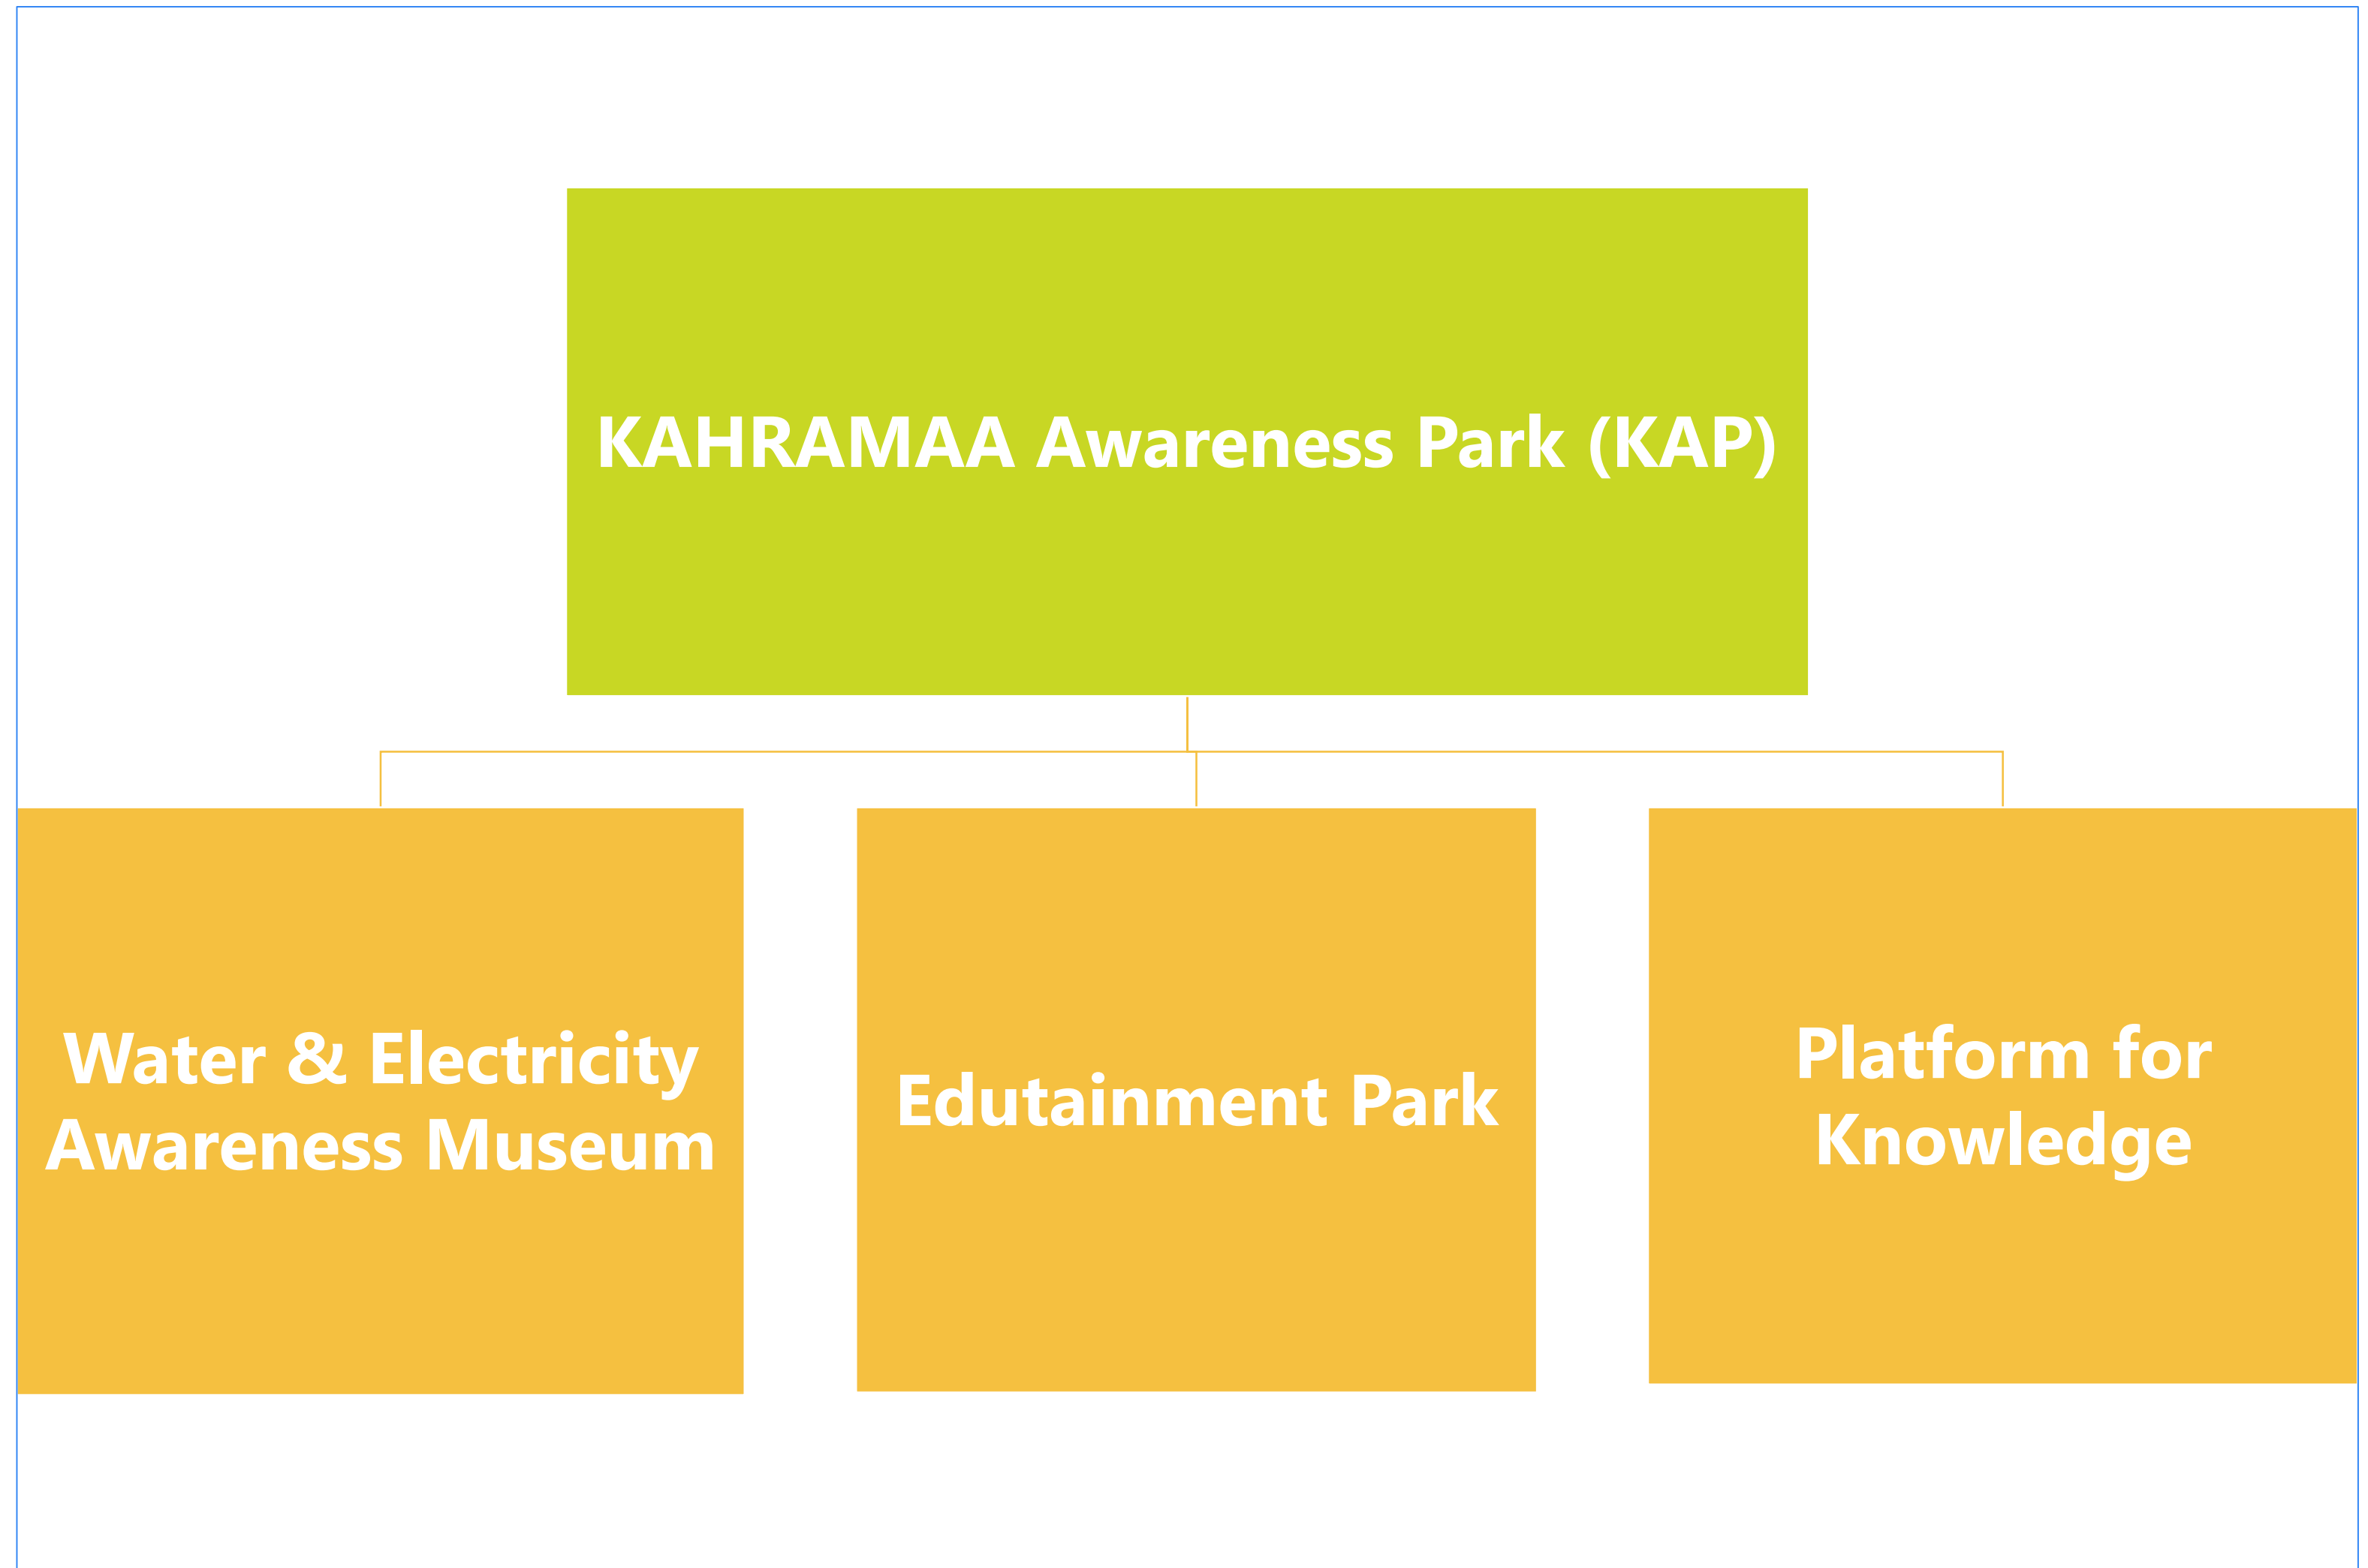 KAHRAMAA Awareness Park (KAP)
Water & Electricity
Awareness Museum
Edutainment Park
Platform for
Knowledge